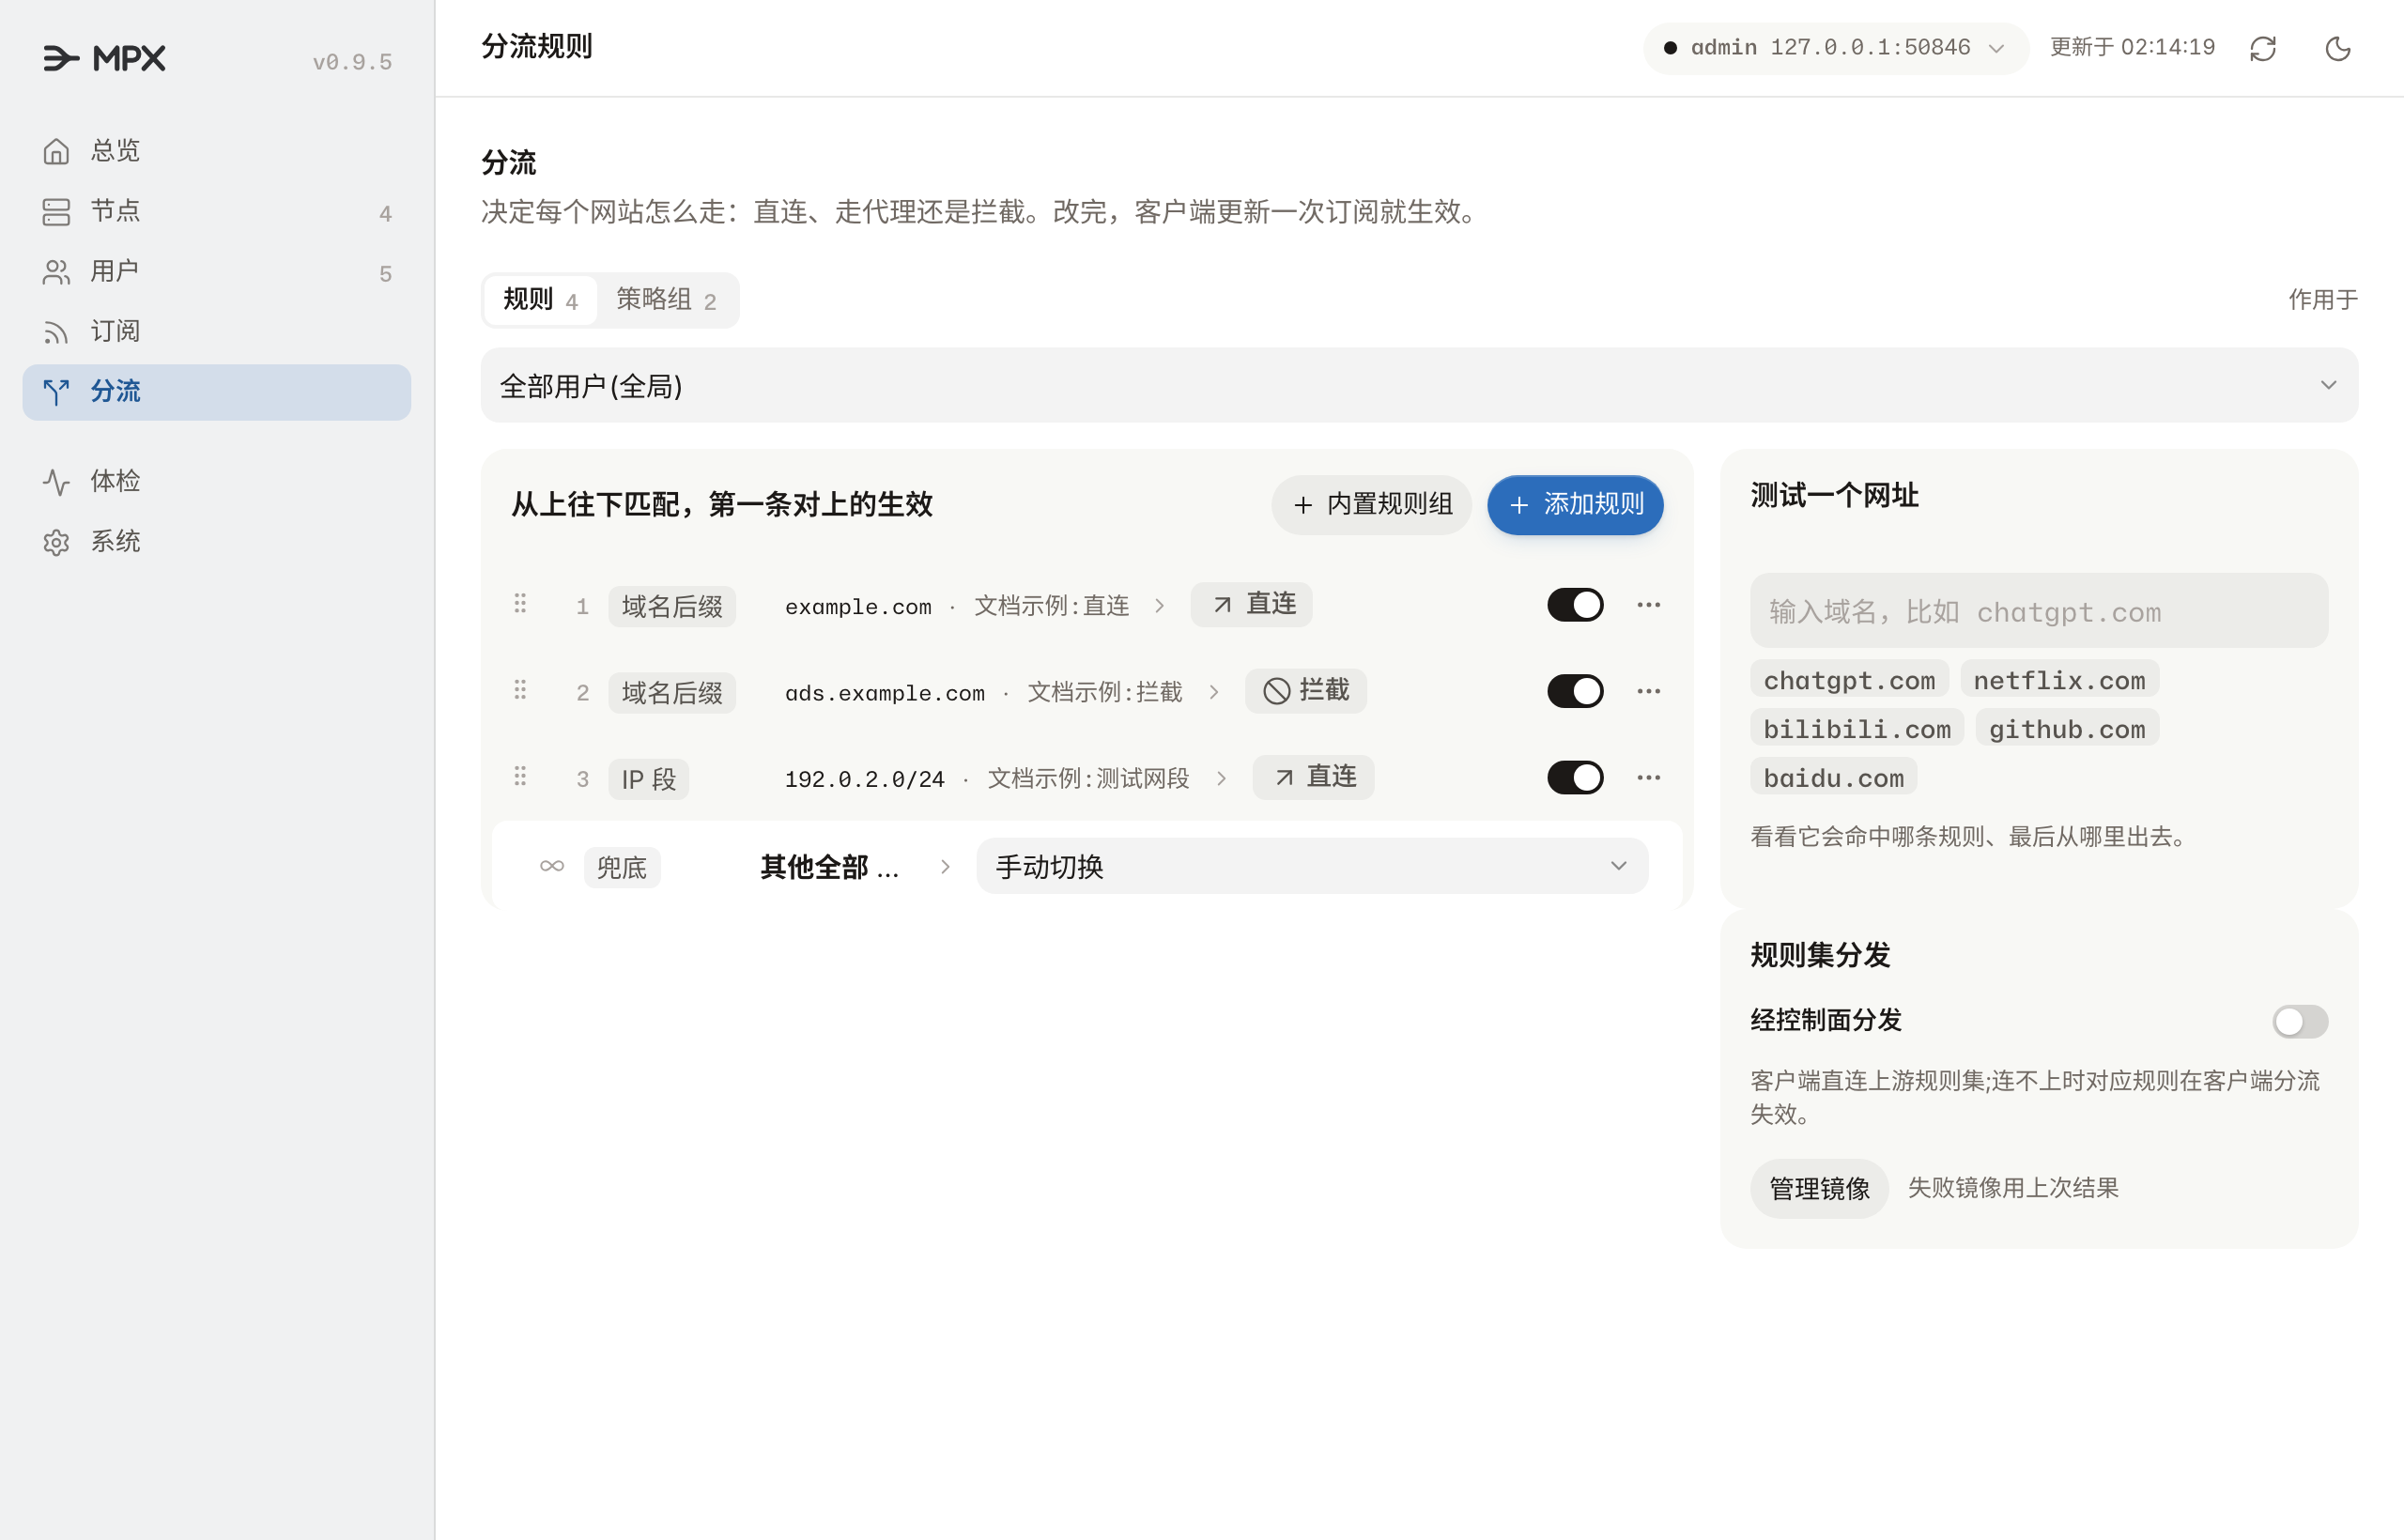 MPX v0.9.5
总览
节点 4
用户 5
订阅
分流
体检
系统
分流规则
admin 127.0.0.1:50846
更新于 02:14:19
分流
决定每个网站怎么走：直连、走代理还是拦截。改完，客户端更新一次订阅就生效。
规则 4 策略组 2
作用于
全部用户(全局)
从上往下匹配，第一条对上的生效
+ 内置规则组
+ 添加规则
1 域名后缀 example.com · 文档示例:直连 > 直连
2 域名后缀 ads.example.com · 文档示例:拦截 > 拦截
3 IP 段 192.0.2.0/24 · 文档示例:测试网段 > 直连
∞ 兜底 其他全部 ... > 手动切换
测试一个网址
输入域名，比如 chatgpt.com
chatgpt.com netflix.com
bilibili.com github.com
baidu.com
看看它会命中哪条规则、最后从哪里出去。
规则集分发
经控制面分发
客户端直连上游规则集;连不上时对应规则在客户端分流
失效。
管理镜像 失败镜像用上次结果